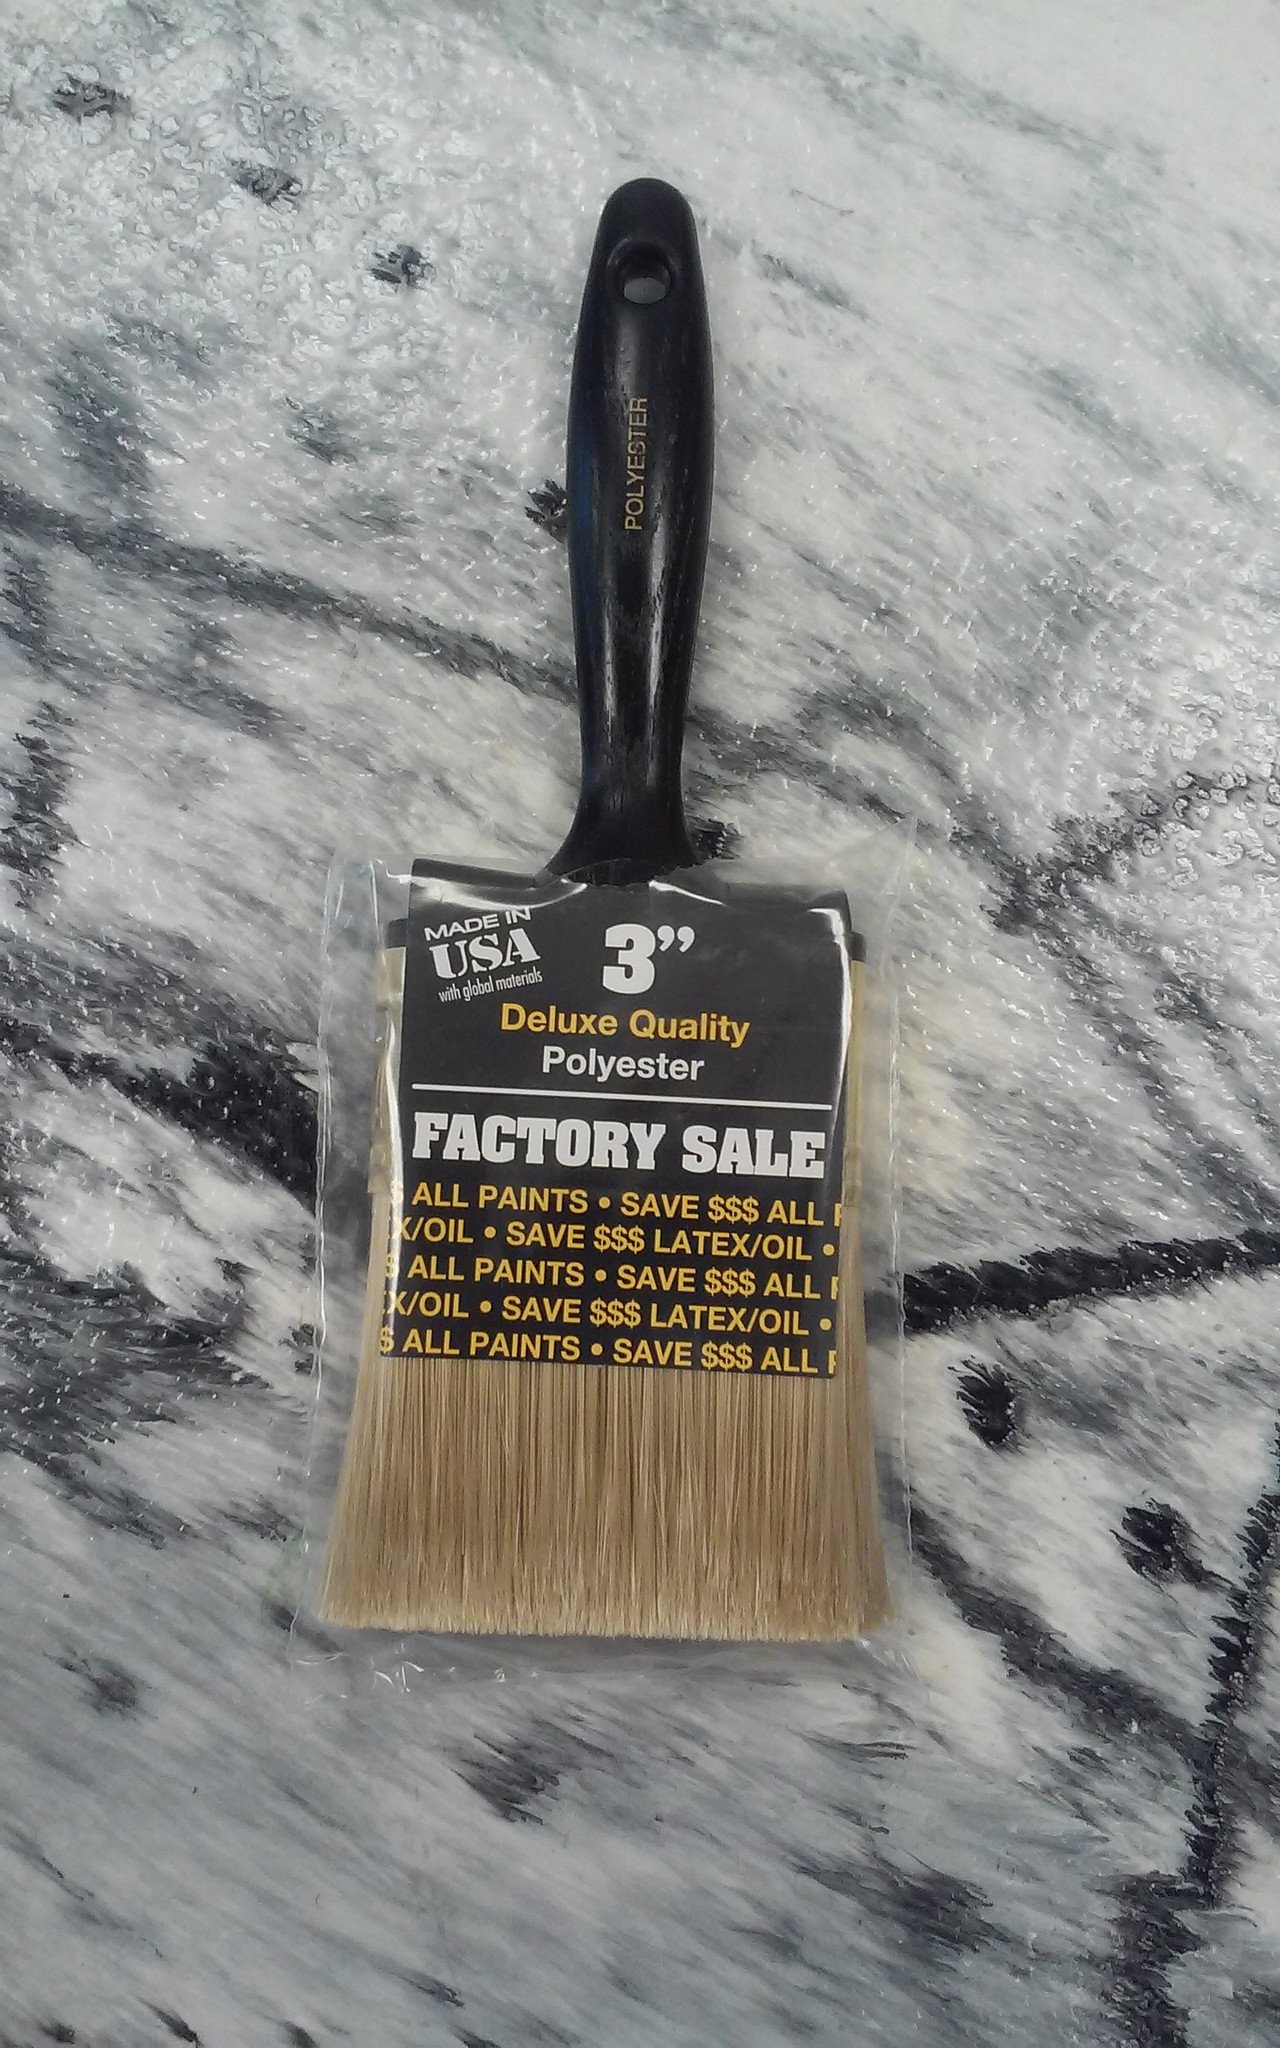 POLYESTER
MADE IN
USA
with global materials
3”
Deluxe Quality
Polyester
FACTORY SALE
$ ALL PAINTS • SAVE $$$ ALL P
X/OIL • SAVE $$$ LATEX/OIL •
$ ALL PAINTS • SAVE $$$ ALL P
X/OIL • SAVE $$$ LATEX/OIL •
$ ALL PAINTS • SAVE $$$ ALL P